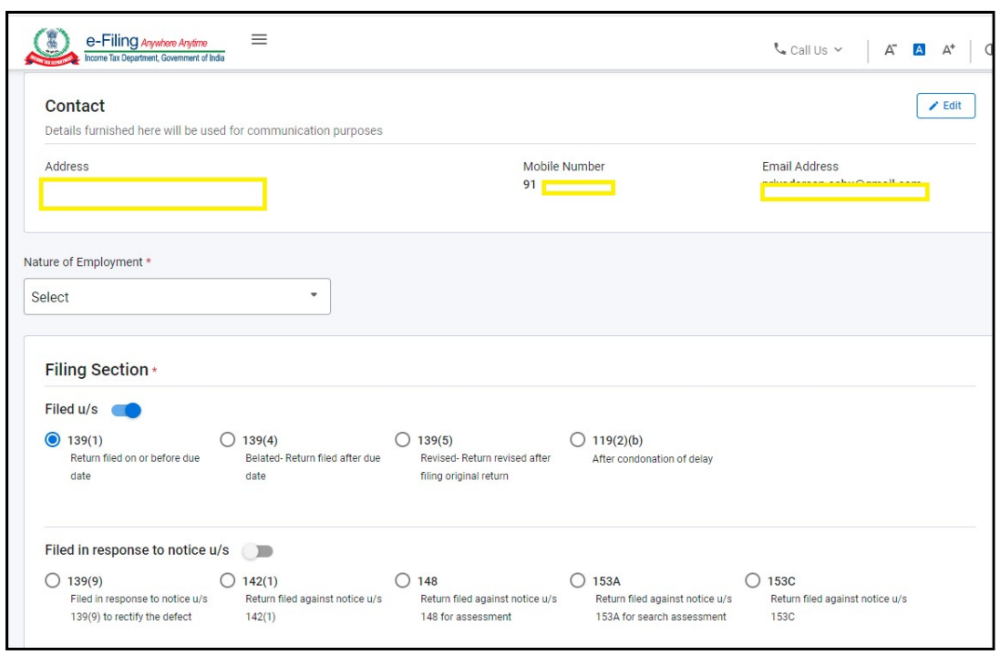 e-Filing Anywhere Anytime
Income Tax Department, Government of India
Call Us
A-
A
A+
Contact
Edit
Details furnished here will be used for communication purposes
Address
Mobile Number
Email Address
91
Nature of Employment *
Select
Filing Section *
Filed u/s
139(1)
Return filed on or before due
date
139(4)
Belated- Return filed after due
date
139(5)
Revised- Return revised after
filing original return
119(2)(b)
After condonation of delay
Filed in response to notice u/s
139(9)
Filed in response to notice u/s
139(9) to rectify the defect
142(1)
Return filed against notice u/s
142(1)
148
Return filed against notice u/s
148 for assessment
153A
Return filed against notice u/s
153A for search assessment
153C
Return filed against notice u/s
153C